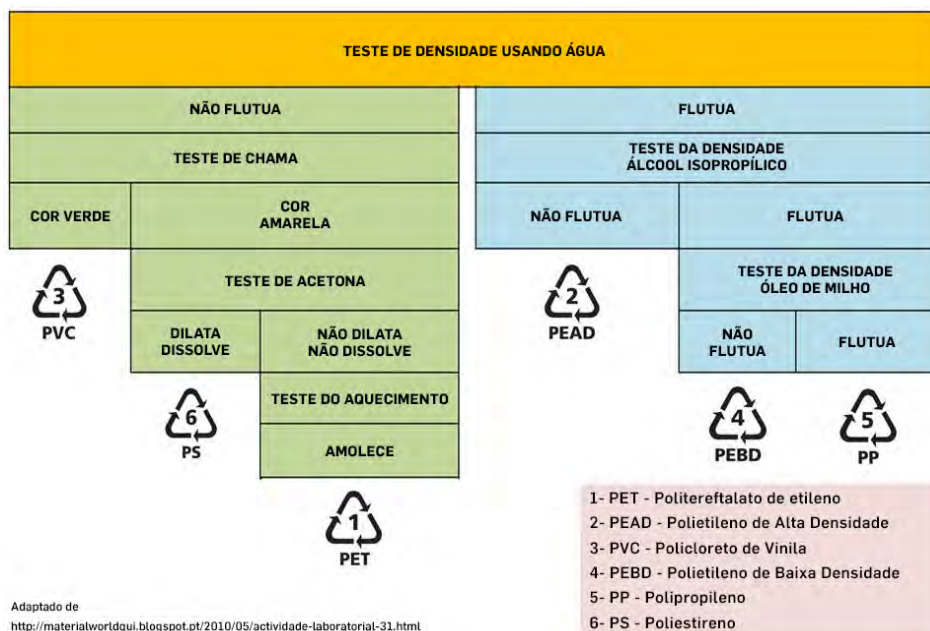 TESTE DE DENSIDADE USANDO ÁGUA
NÃO FLUTUA
FLUTUA
TESTE DE CHAMA
TESTE DA DENSIDADE
ÁLCOOL ISOPROPÍLICO
COR VERDE
COR
AMARELA
NÃO FLUTUA
FLUTUA
3
PVC
TESTE DE ACETONA
2
PEAD
TESTE DA DENSIDADE
ÓLEO DE MILHO
DILATA
DISSOLVE
NÃO DILATA
NÃO DISSOLVE
NÃO
FLUTUA
FLUTUA
6
PS
TESTE DO AQUECIMENTO
4
PEBD
5
PP
AMOLECE
1
PET
1- PET - Politereftalato de etileno
2- PEAD - Polietileno de Alta Densidade
3- PVC - Policloreto de Vinila
4- PEBD - Polietileno de Baixa Densidade
5- PP - Polipropileno
6- PS - Poliestireno
Adaptado de
http://materialworldqui.blogspot.pt/2010/05/actividade-laboratorial-31.html